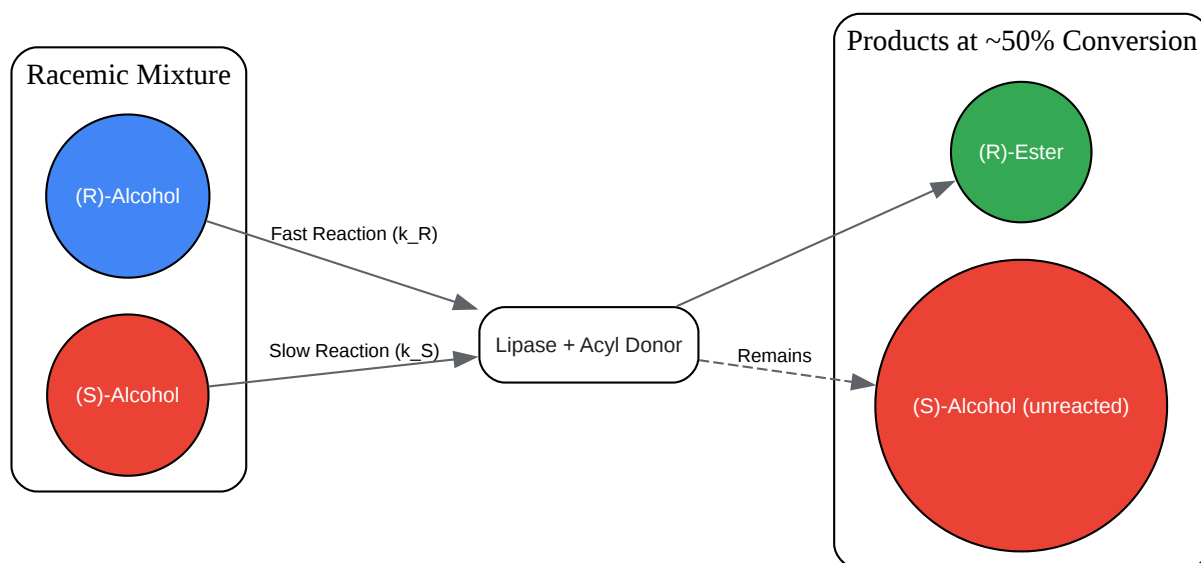 Racemic Mixture
(R)-Alcohol
(S)-Alcohol
Fast Reaction (k_R)
Slow Reaction (k_S)
Lipase + Acyl Donor
Remains
Products at ~50% Conversion
(R)-Ester
(S)-Alcohol (unreacted)